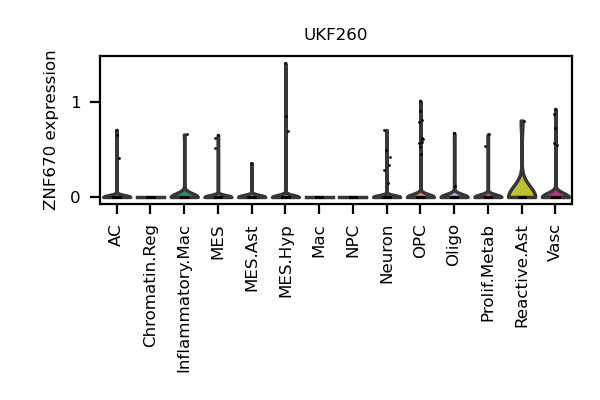 UKF260
ZNF670 expression
1
0
AC
Chromatin.Reg
Inflammatory.Mac
MES
MES.Ast
MES.Hyp
Mac
NPC
Neuron
OPC
Oligo
Prolif.Metab
Reactive.Ast
Vasc